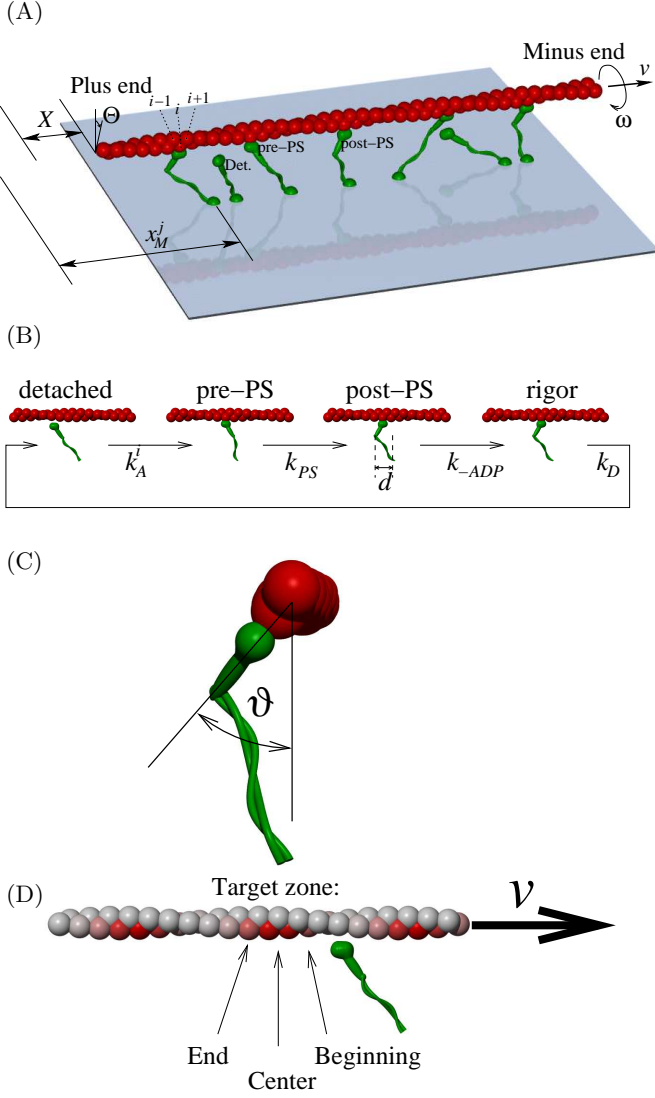 (A)
Minus end
v
Plus end
i−1
i
i+1
X
Θ
ω
pre−PS
post−PS
Det.
x_M^j
(B)
detached
pre−PS
post−PS
rigor
k_A^i
k_PS
k_−ADP
k_D
d
(C)
ϑ
(D)
Target zone:
v
End
Beginning
Center